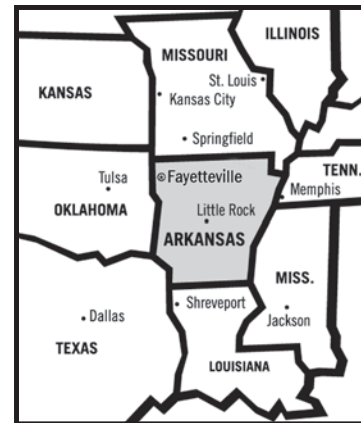 ILLINOIS
MISSOURI
St. Louis
KANSAS
Kansas City
Springfield
TENN.
Tulsa
Fayetteville
Memphis
OKLAHOMA
Little Rock
ARKANSAS
MISS.
Shreveport
Dallas
Jackson
TEXAS
LOUISIANA